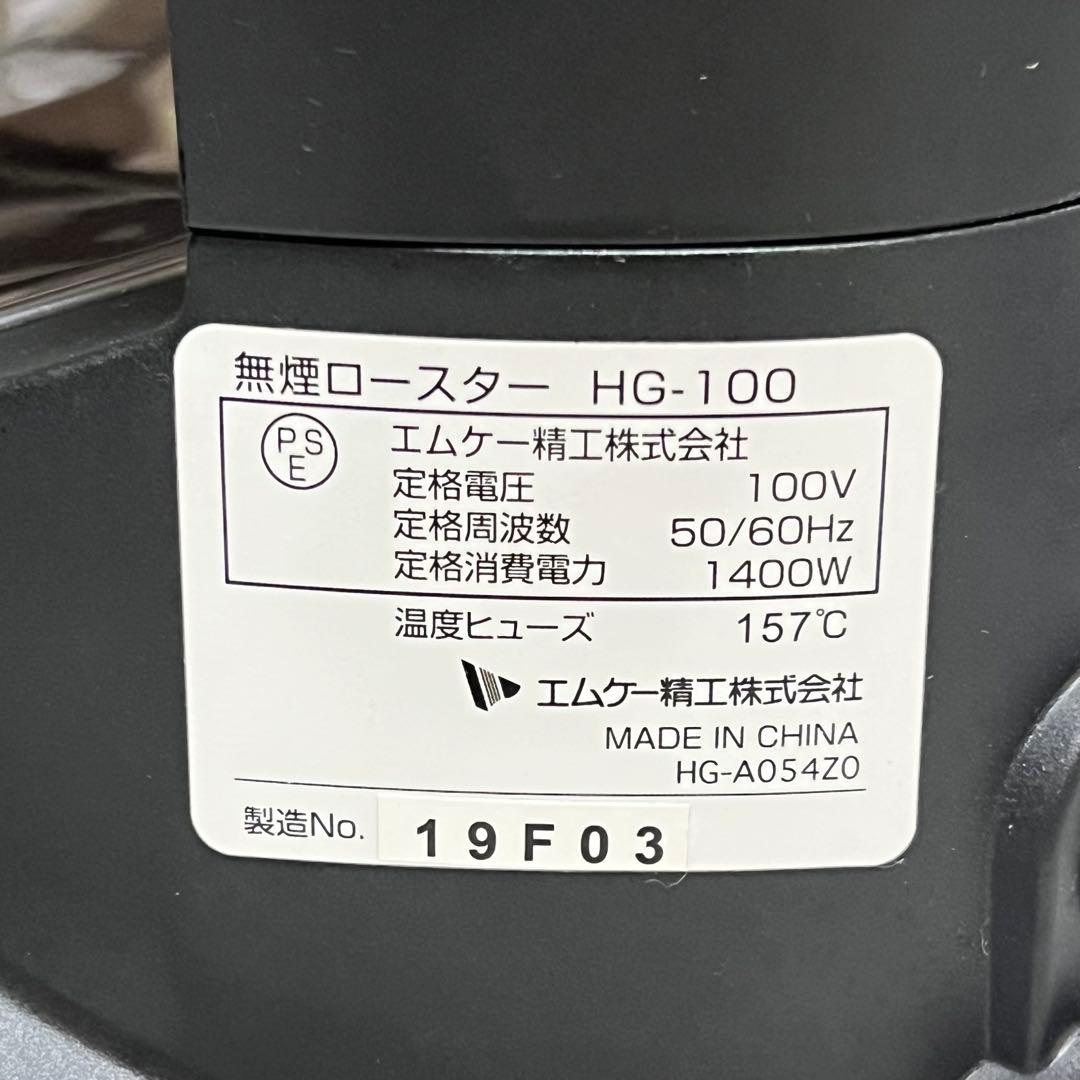 無煙ロースター HG-100
PSE
エムケー精工株式会社
定格電圧 100V
定格周波数 50/60Hz
定格消費電力 1400W
温度ヒューズ 157℃
エムケー精工株式会社
MADE IN CHINA
HG-A054Z0
製造No. 19F03